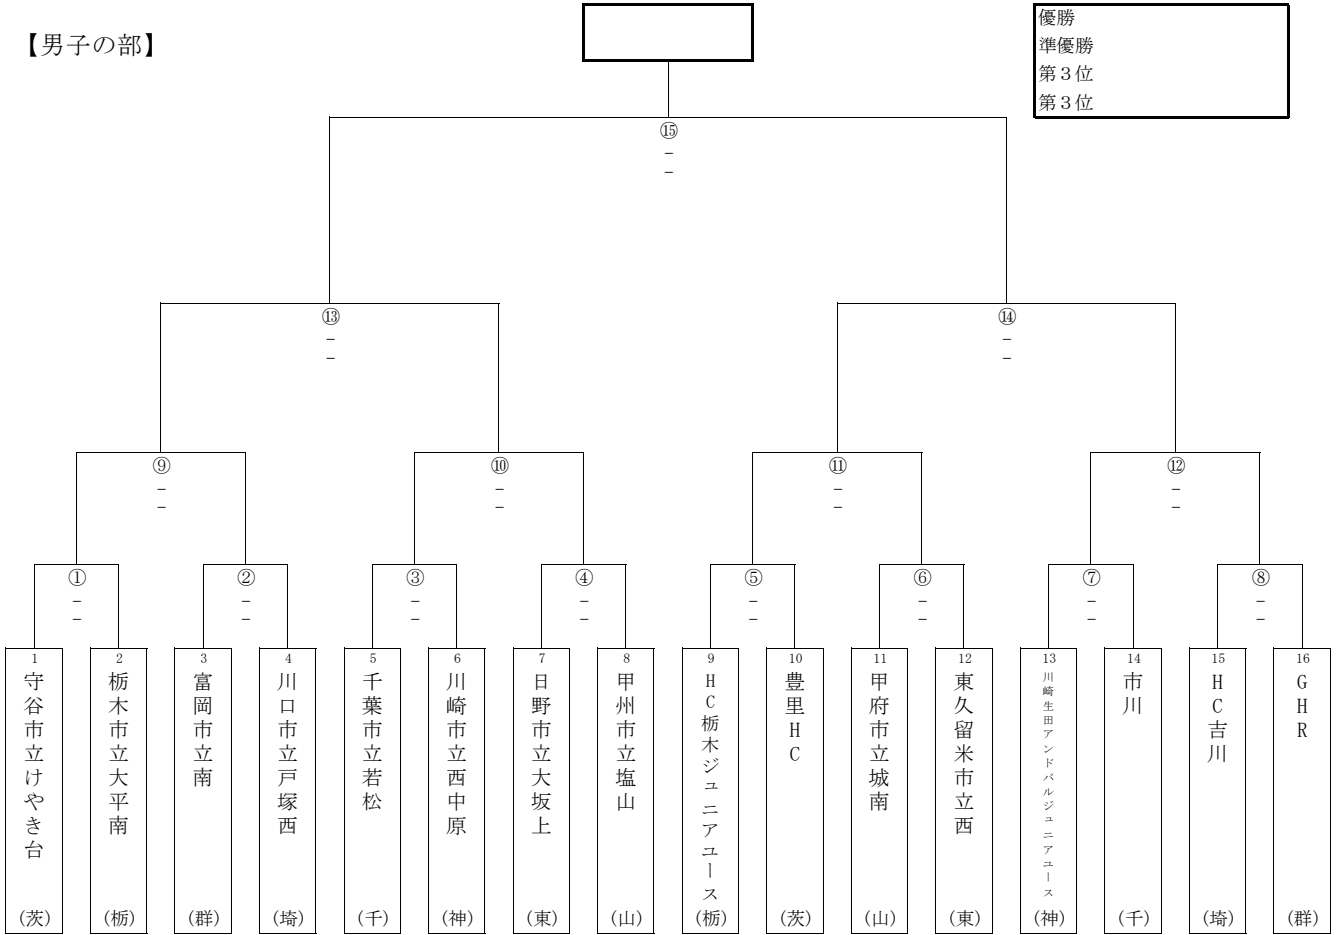 【男子の部】
優勝
準優勝
第３位
第３位
⑮
－
－
⑬
－
－
⑭
－
－
⑨
－
－
⑩
－
－
⑪
－
－
⑫
－
－
①
－
－
②
－
－
③
－
－
④
－
－
⑤
－
－
⑥
－
－
⑦
－
－
⑧
－
－
1
守谷市立けやき台
（茨）
2
栃木市立大平南
（栃）
3
富岡市立南
（群）
4
川口市立戸塚西
（埼）
5
千葉市立若松
（千）
6
川崎市立西中原
（神）
7
日野市立大坂上
（東）
8
甲州市立塩山
（山）
9
HC栃木ジュニアユース
（栃）
10
豊里HC
（茨）
11
甲府市立城南
（山）
12
東久留米市立西
（東）
13
川崎生田アンドバルジュニアユース
（神）
14
市川
（千）
15
HC吉川
（埼）
16
GHR
（群）